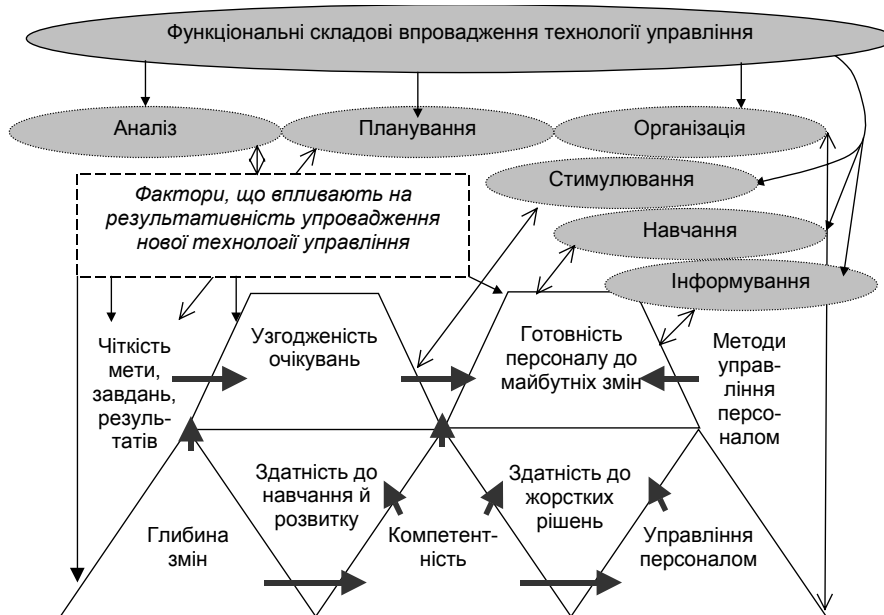 Функціональні складові впровадження технології управління
Аналіз
Планування
Організація
Стимулювання
Навчання
Інформування
Фактори, що впливають на
результативність упровадження
нової технології управління
Чіткість
мети,
завдань,
резуль-
татів
Узгодженість
очікувань
Готовність
персоналу до
майбутніх змін
Методи
управ-
ління
персо-
налом
Глибина
змін
Здатність до
навчання й
розвитку
Компетент-
ність
Здатність до
жорстких
рішень
Управління
персоналом